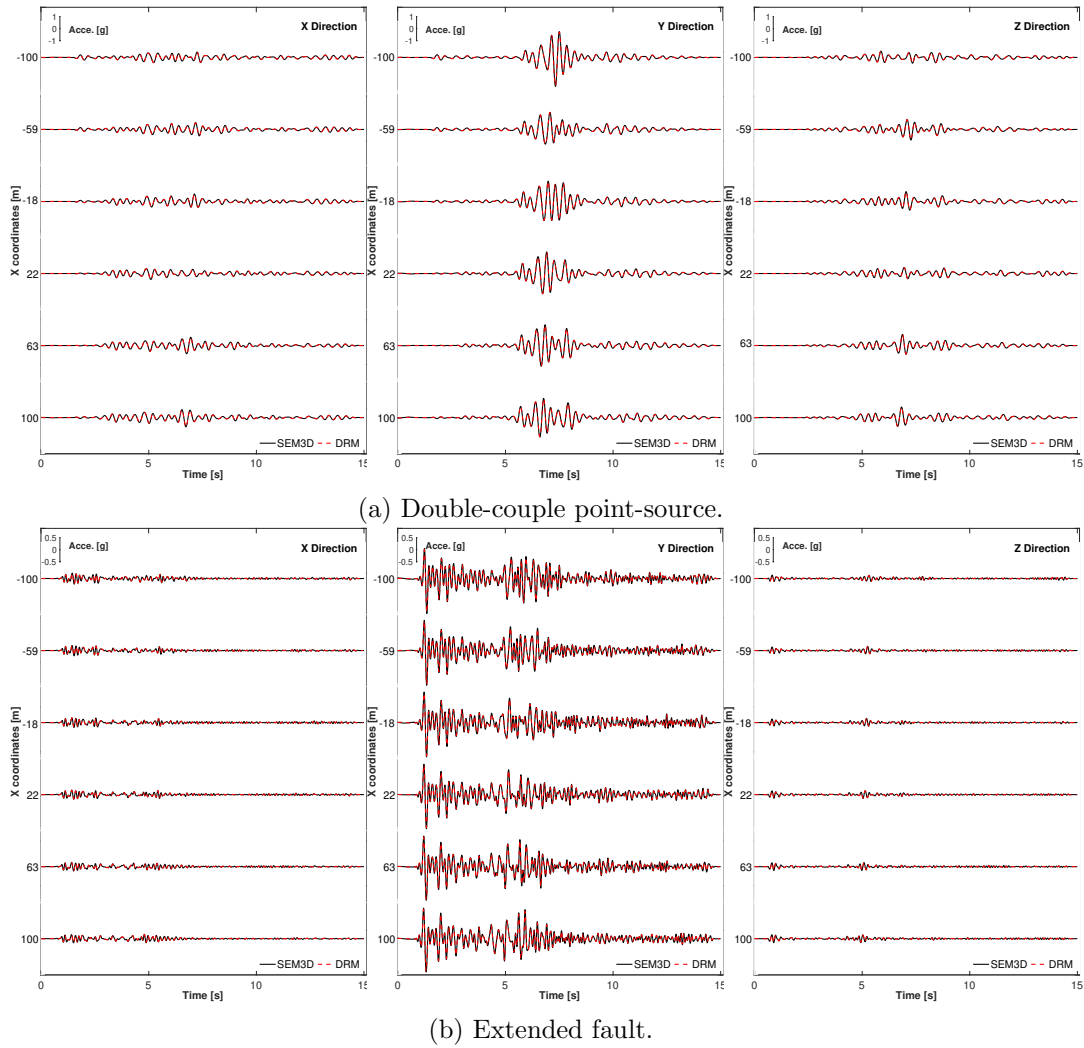 1
0
-1
Acce. [g]
X Direction
X coordinates [m]
-100
-59
-18
22
63
100
SEM3D DRM
0 5 10 15
Time [s]
1
0
-1
Acce. [g]
Y Direction
X coordinates [m]
-100
-59
-18
22
63
100
SEM3D DRM
0 5 10 15
Time [s]
1
0
-1
Acce. [g]
Z Direction
X coordinates [m]
-100
-59
-18
22
63
100
SEM3D DRM
0 5 10 15
Time [s]
(a) Double-couple point-source.
0.5
0
-0.5
Acce. [g]
X Direction
X coordinates [m]
-100
-59
-18
22
63
100
SEM3D DRM
0 5 10 15
Time [s]
0.5
0
-0.5
Acce. [g]
Y Direction
X coordinates [m]
-100
-59
-18
22
63
100
SEM3D DRM
0 5 10 15
Time [s]
0.5
0
-0.5
Acce. [g]
Z Direction
X coordinates [m]
-100
-59
-18
22
63
100
SEM3D DRM
0 5 10 15
Time [s]
(b) Extended fault.